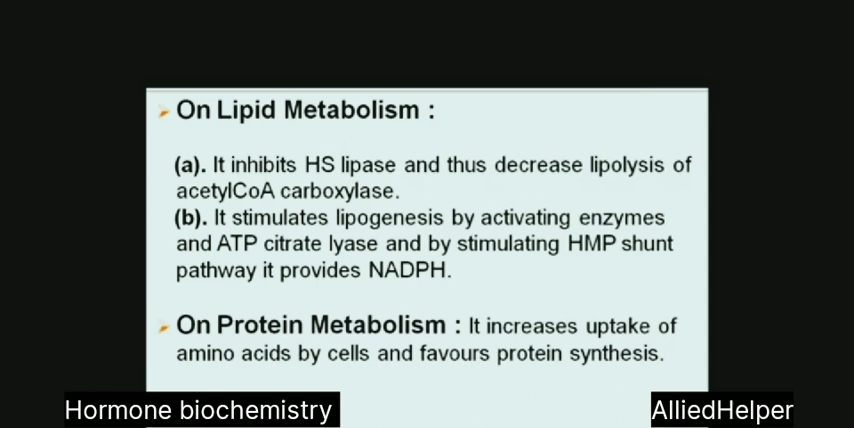 On Lipid Metabolism :
(a). It inhibits HS lipase and thus decrease lipolysis of
acetylCoA carboxylase.
(b). It stimulates lipogenesis by activating enzymes
and ATP citrate lyase and by stimulating HMP shunt
pathway it provides NADPH.
On Protein Metabolism : It increases uptake of
amino acids by cells and favours protein synthesis.
Hormone biochemistry
AlliedHelper